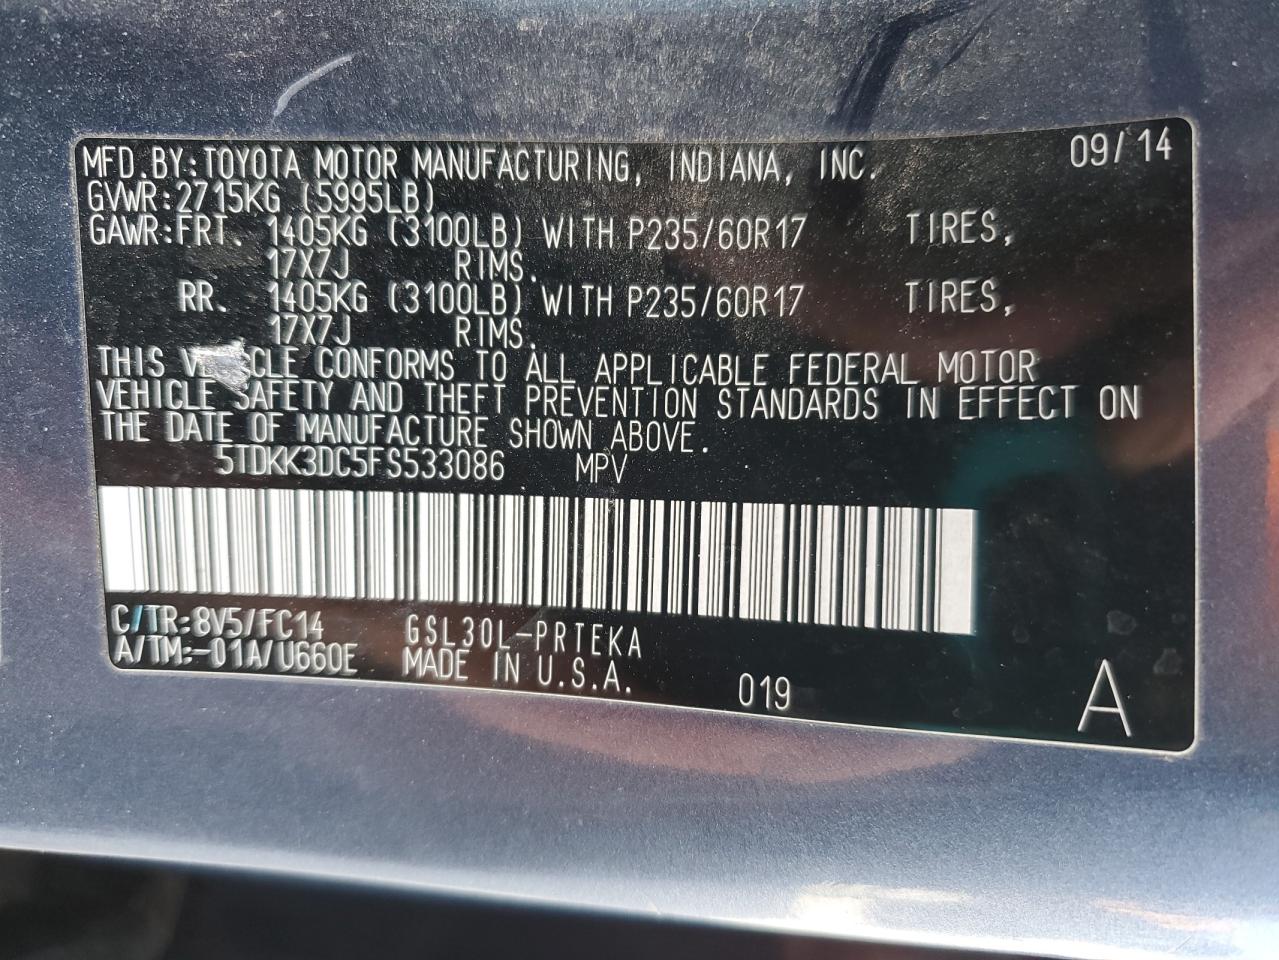 MFD.BY:TOYOTA MOTOR MANUFACTURING, INDIANA, INC. 09/14
GVWR:2715KG (5995LB)
GAWR:FRT. 1405KG (3100LB) WITH P235/60R17 TIRES,
17X7J RIMS.
RR. 1405KG (3100LB) WITH P235/60R17 TIRES,
17X7J RIMS.
THIS CLE CONFORMS TO ALL APPLICABLE FEDERAL MOTOR
VEHICLE SAFETY AND THEFT PREVENTION STANDARDS IN EFFECT ON
THE DATE OF MANUFACTURE SHOWN ABOVE.
5TDKK3DC5FS533086 MPV
C/TR:8V5/FC14 GSL30L-PRTEKA
A/TM:-01A/U660E MADE IN U.S.A. 019 A